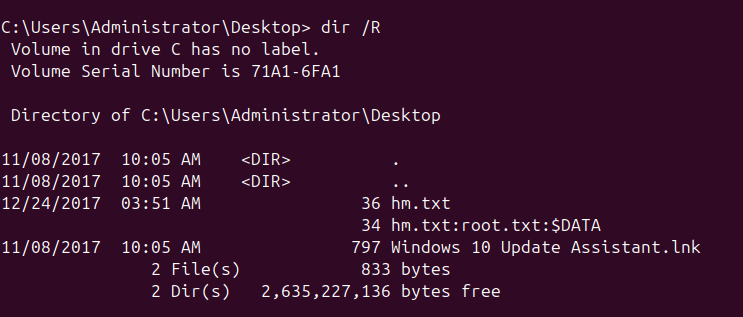 C:\Users\Administrator\Desktop> dir /R
 Volume in drive C has no label.
 Volume Serial Number is 71A1-6FA1
 Directory of C:\Users\Administrator\Desktop
11/08/2017  10:05 AM    <DIR>          .
11/08/2017  10:05 AM    <DIR>          ..
12/24/2017  03:51 AM                36 hm.txt
                                    34 hm.txt:root.txt:$DATA
11/08/2017  10:05 AM               797 Windows 10 Update Assistant.lnk
               2 File(s)            833 bytes
               2 Dir(s)   2,635,227,136 bytes free